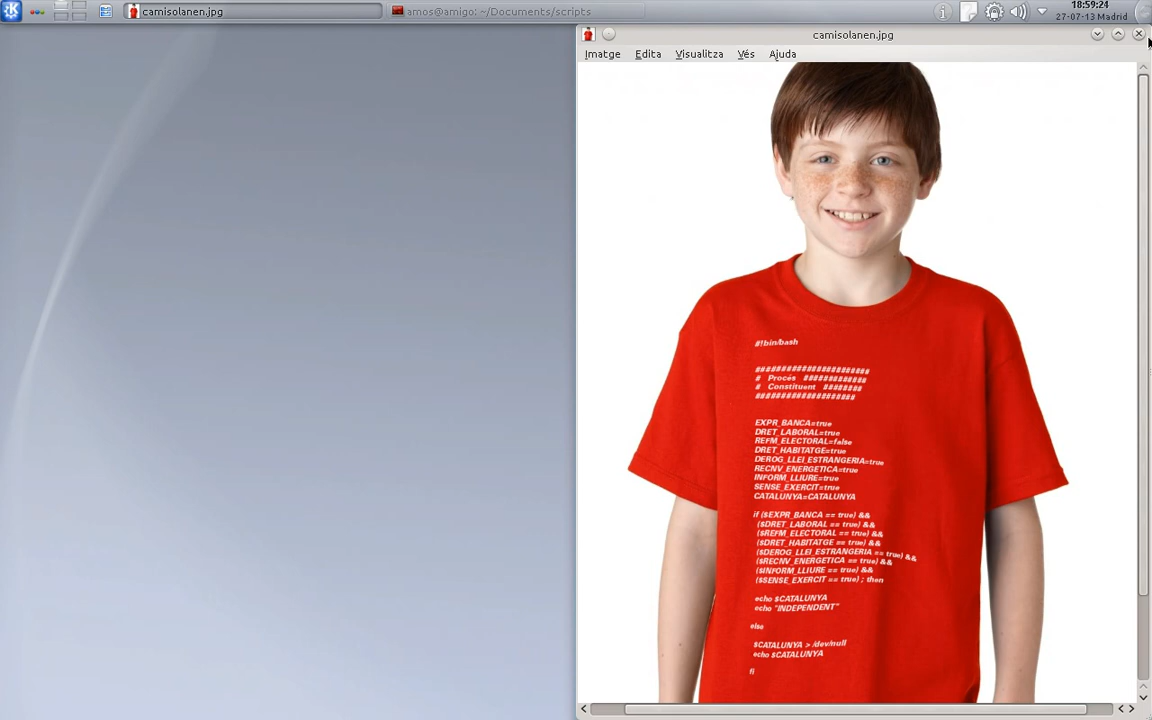 camisolanen.jpg
amos@amigo: ~/Documents/scripts
18:59:24
27-07-13 Madrid
camisolanen.jpg
Imatge Edita Visualitza Vés Ajuda
#!bin/bash
######################
# Procés ############
# Constituent ########
####################
EXPR_BANCA=true
DRET_LABORAL=true
REFM_ELECTORAL=false
DRET_HABITATGE=true
DEROG_LLEI_ESTRANGERIA=true
RECNV_ENERGETICA=true
INFORM_LLIURE=true
SENSE_EXERCIT=true
CATALUNYA=CATALUNYA
if ($EXPR_BANCA == true) &&
($DRET_LABORAL == true) &&
($REFM_ELECTORAL == true) &&
($DRET_HABITATGE == true) &&
($DEROG_LLEI_ESTRANGERIA == true) &&
($RECNV_ENERGETICA == true) &&
($INFORM_LLIURE == true) &&
($SENSE_EXERCIT == true) ; then
echo $CATALUNYA
echo "INDEPENDENT"
else
$CATALUNYA > /dev/null
echo $CATALUNYA
fi